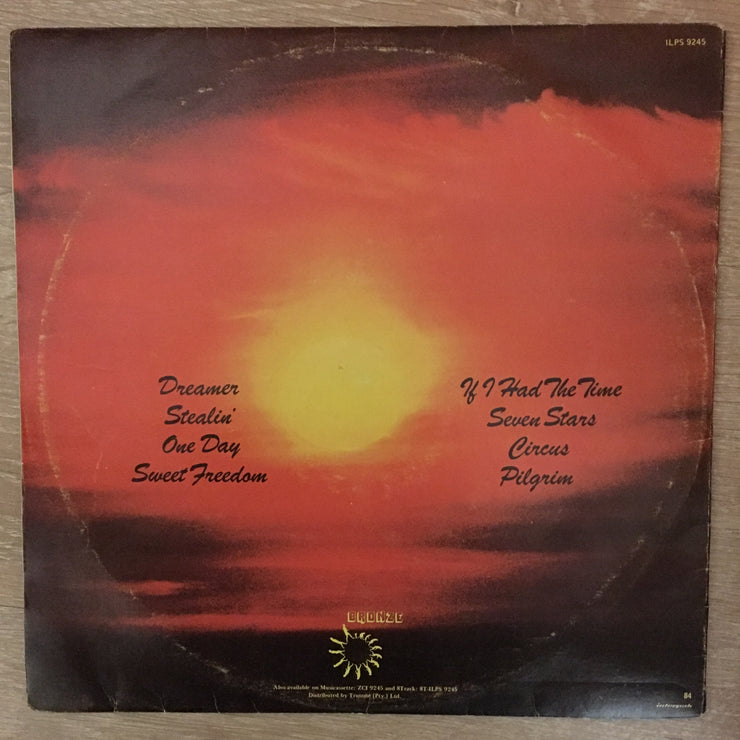 ILPS 9245
Dreamer
Stealin'
One Day
Sweet Freedom
If I Had The Time
Seven Stars
Circus
Pilgrim
BRONZE
Also available on Musicassette: ZCI 9245 and 8Track: 8T-ILPS 9245
Distributed by Trutone (Pty.) Ltd.
84
interpak